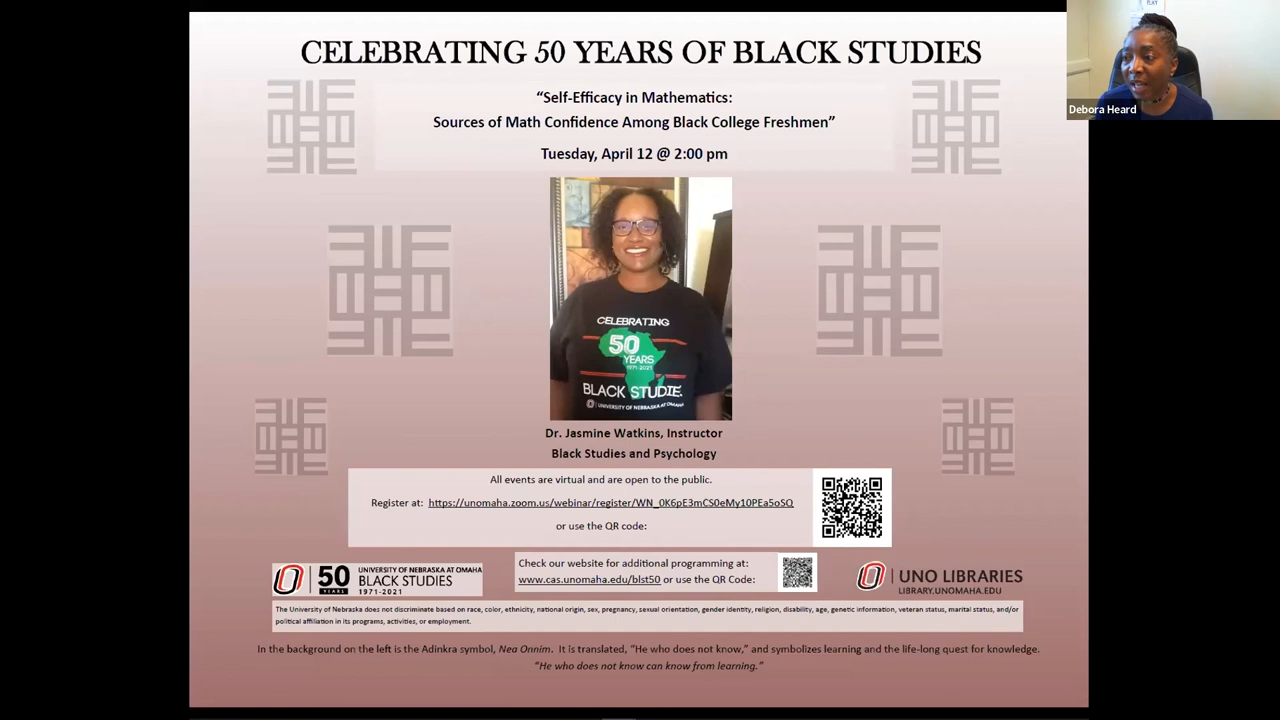 CELEBRATING 50 YEARS OF BLACK STUDIES
“Self-Efficacy in Mathematics:
Sources of Math Confidence Among Black College Freshmen”
Tuesday, April 12 @ 2:00 pm
Debora Heard
CELEBRATING
50
YEARS
1971-2021
BLACK STUDIE
UNIVERSITY OF NEBRASKA AT OMAHA
Dr. Jasmine Watkins, Instructor
Black Studies and Psychology
All events are virtual and are open to the public.
Register at: https://unomaha.zoom.us/webinar/register/WN_0K6pE3mCS0eMy10PEa5oSQ
or use the QR code:
50
YEARS
UNIVERSITY OF NEBRASKA AT OMAHA
BLACK STUDIES
1971-2021
Check our website for additional programming at:
www.cas.unomaha.edu/blst50 or use the QR Code:
UNO LIBRARIES
LIBRARY.UNOMAHA.EDU
The University of Nebraska does not discriminate based on race, color, ethnicity, national origin, sex, pregnancy, sexual orientation, gender identity, religion, disability, age, genetic information, veteran status, marital status, and/or
political affiliation in its programs, activities, or employment.
In the background on the left is the Adinkra symbol, Nea Onnim. It is translated, “He who does not know,” and symbolizes learning and the life-long quest for knowledge.
“He who does not know can know from learning.”